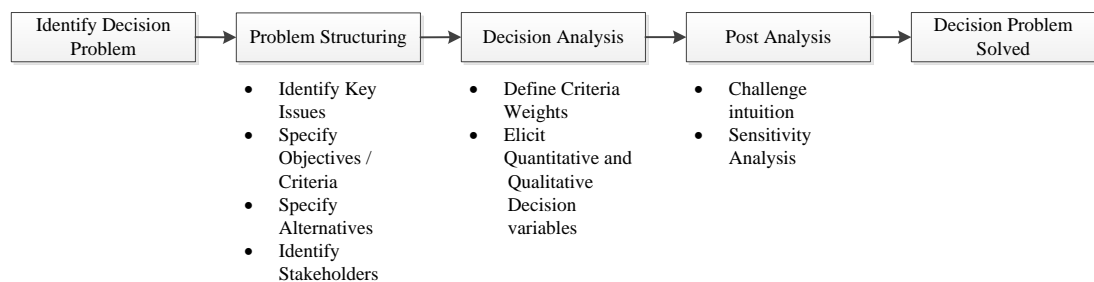 Identify Decision
Problem
Problem Structuring
Decision Analysis
Post Analysis
Decision Problem
Solved
• Identify Key
Issues
• Specify
Objectives /
Criteria
• Specify
Alternatives
• Identify
Stakeholders
• Define Criteria
Weights
• Elicit
Quantitative and
Qualitative
Decision
variables
• Challenge
intuition
• Sensitivity
Analysis